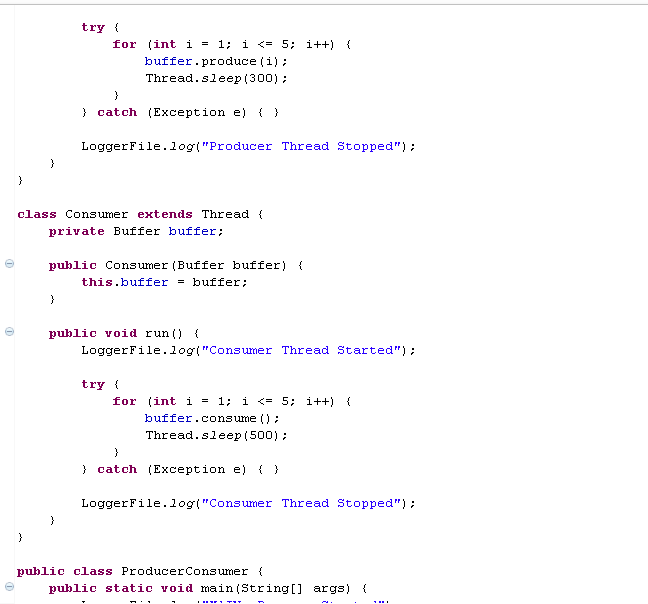 try {
for (int i = 1; i <= 5; i++) {
buffer.produce(i);
Thread.sleep(300);
}
} catch (Exception e) { }
LoggerFile.log("Producer Thread Stopped");
}
}
class Consumer extends Thread {
private Buffer buffer;
public Consumer(Buffer buffer) {
this.buffer = buffer;
}
public void run() {
LoggerFile.log("Consumer Thread Started");
try {
for (int i = 1; i <= 5; i++) {
buffer.consume();
Thread.sleep(500);
}
} catch (Exception e) { }
LoggerFile.log("Consumer Thread Stopped");
}
}
public class ProducerConsumer {
public static void main(String[] args) {